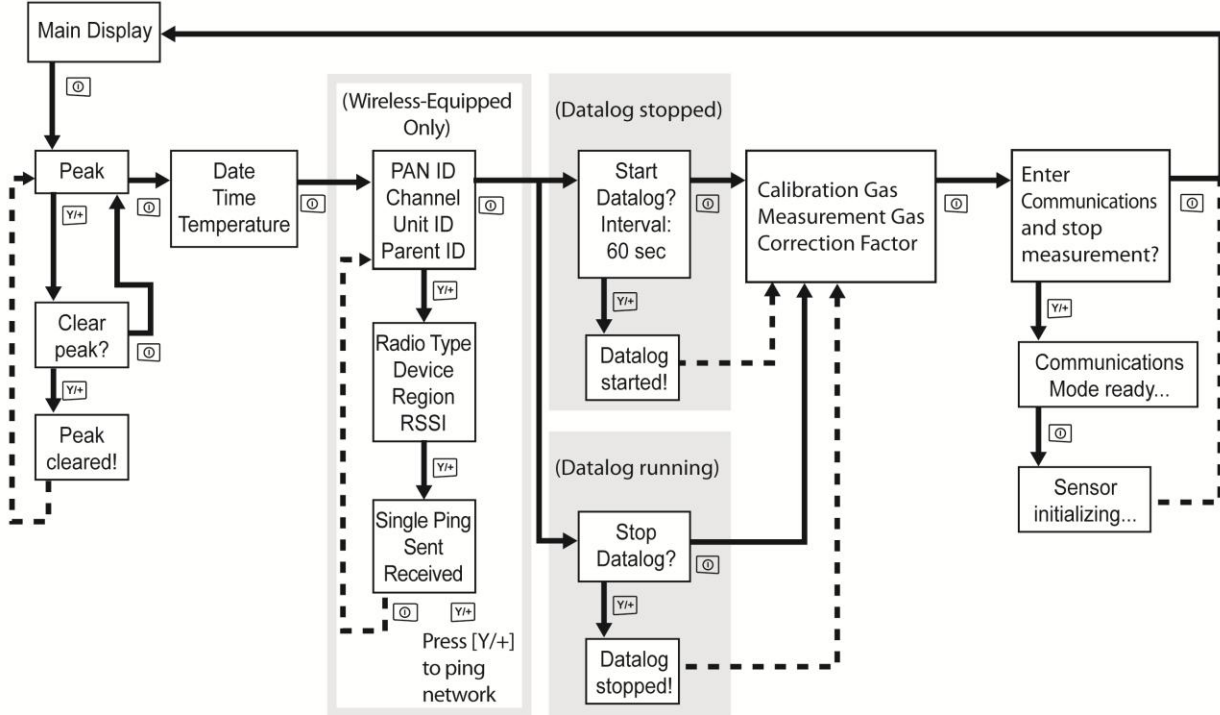 Main Display
Peak
Y/+
Clear
peak?
Y/+
Peak
cleared!
Date
Time
Temperature
(Wireless-Equipped
Only)
PAN ID
Channel
Unit ID
Parent ID
Y/+
Radio Type
Device
Region
RSSI
Y/+
Single Ping
Sent
Received
Y/+
Press [Y/+]
to ping
network
(Datalog stopped)
Start
Datalog?
Interval:
60 sec
Y/+
Datalog
started!
(Datalog running)
Stop
Datalog?
Y/+
Datalog
stopped!
Calibration Gas
Measurement Gas
Correction Factor
Enter
Communications
and stop
measurement?
Y/+
Communications
Mode ready...
Sensor
initializing...